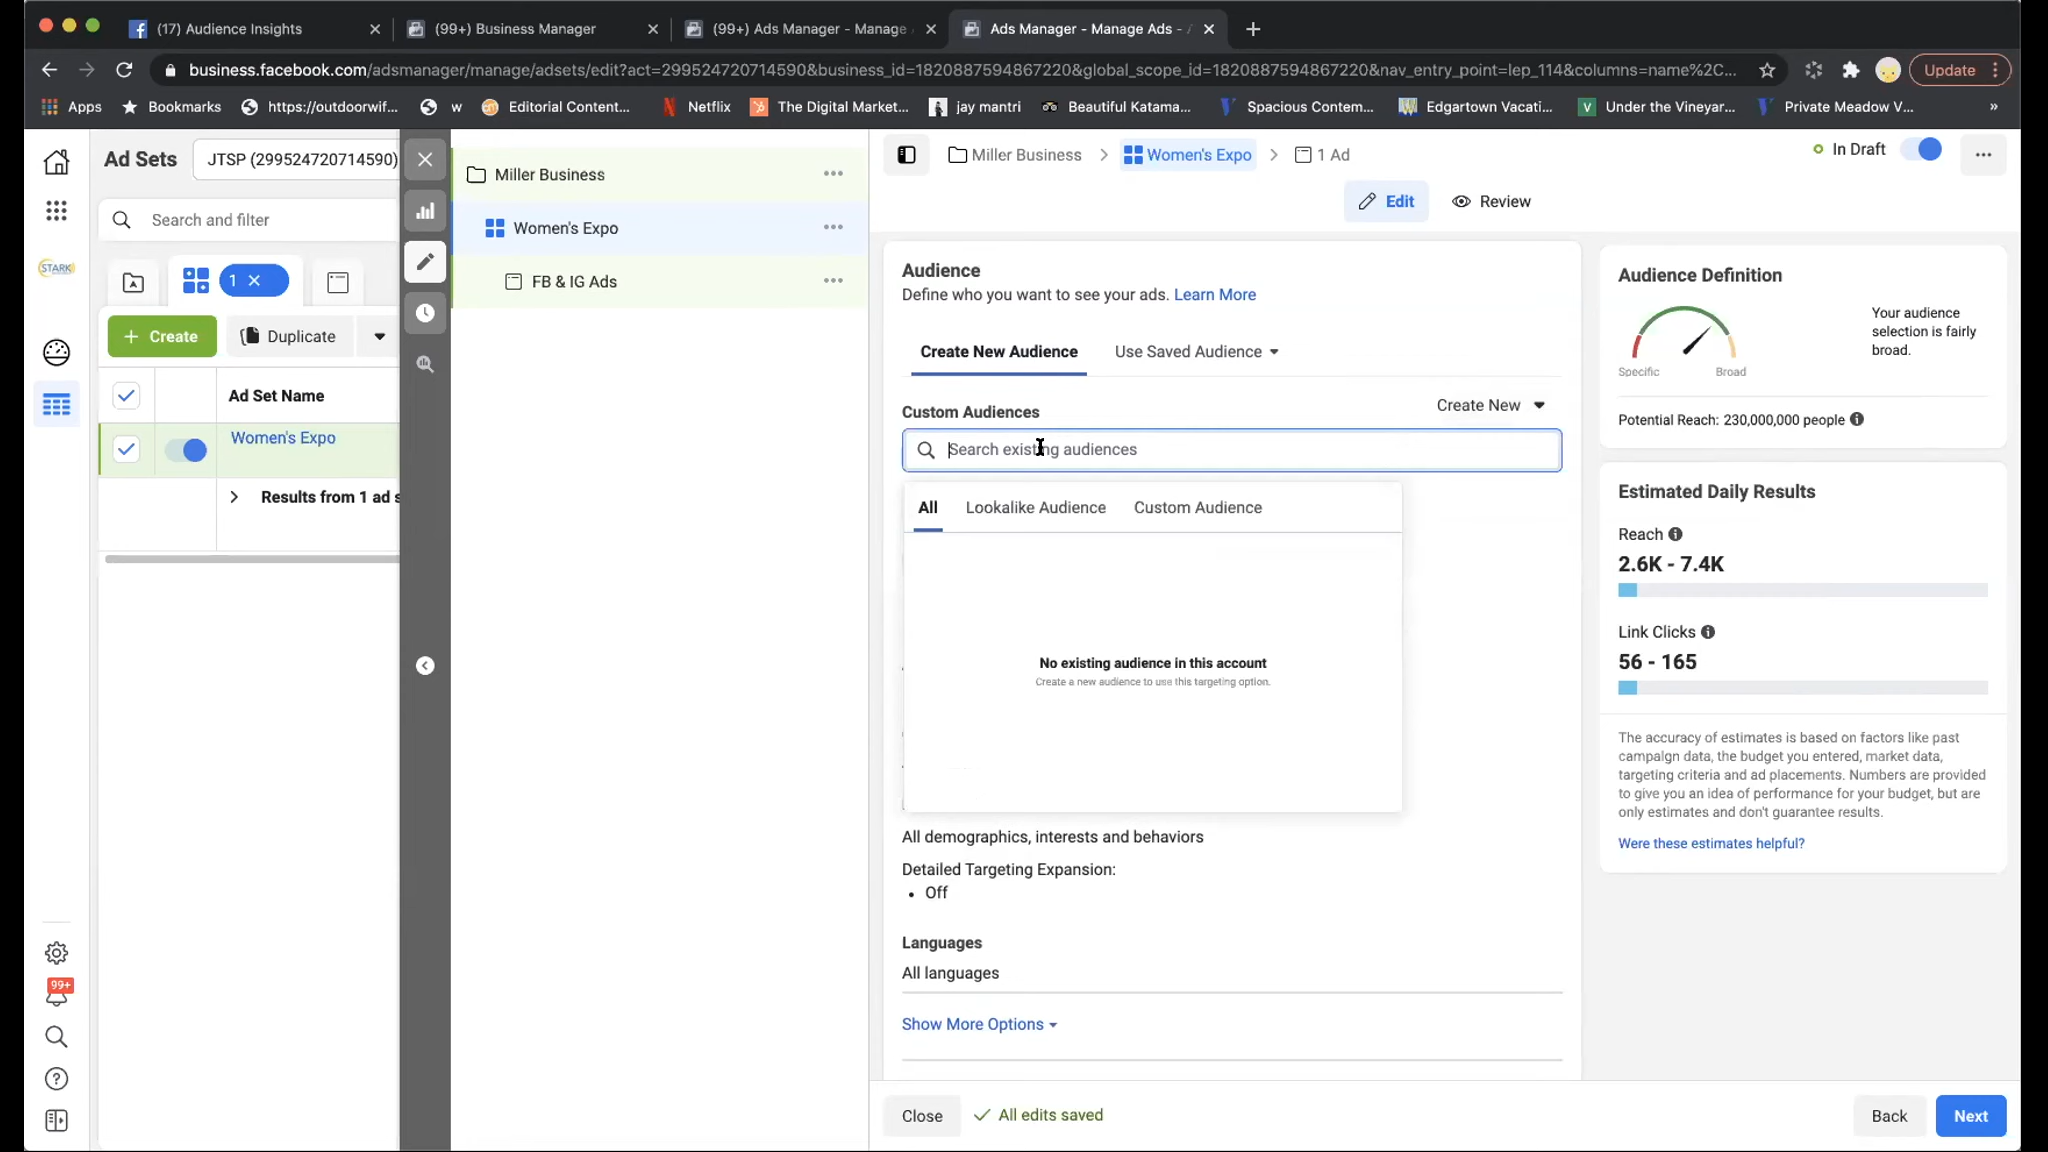 (17) Audience Insights
(99+) Business Manager
(99+) Ads Manager - Manage
Ads Manager - Manage Ads -
business.facebook.com/adsmanager/manage/adsets/edit?act=299524720714590&business_id=1820887594867220&global_scope_id=1820887594867220&nav_entry_point=lep_114&columns=name%2C...
Update
Apps
Bookmarks
https://outdoorwif...
w
Editorial Content...
Netflix
The Digital Market...
jay mantri
Beautiful Katama...
Spacious Contem...
Edgartown Vacati...
Under the Vineyar...
Private Meadow V...
»
Ad Sets
JTSP (299524720714590)
Search and filter
STARK
1
Create
Duplicate
Ad Set Name
Women's Expo
Results from 1 ad s
99+
Miller Business
Women's Expo
FB & IG Ads
Miller Business
Women's Expo
1 Ad
In Draft
Edit
Review
Audience
Define who you want to see your ads. Learn More
Create New Audience
Use Saved Audience
Custom Audiences
Create New
Search existing audiences
All
Lookalike Audience
Custom Audience
No existing audience in this account
Create a new audience to use this targeting option.
All demographics, interests and behaviors
Detailed Targeting Expansion:
• Off
Languages
All languages
Show More Options
Close
All edits saved
Back
Next
Audience Definition
Specific
Broad
Your audience
selection is fairly
broad.
Potential Reach: 230,000,000 people
Estimated Daily Results
Reach
2.6K - 7.4K
Link Clicks
56 - 165
The accuracy of estimates is based on factors like past
campaign data, the budget you entered, market data,
targeting criteria and ad placements. Numbers are provided
to give you an idea of performance for your budget, but are
only estimates and don't guarantee results.
Were these estimates helpful?